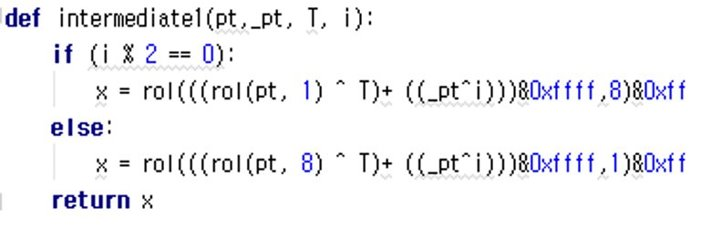 def intermediate1(pt,_pt, T, i):
    if (i % 2 == 0):
        x = rol(((rol(pt, 1) ^ T)+ ((_pt^i)))&0xffff,8)&0xff
    else:
        x = rol(((rol(pt, 8) ^ T)+ ((_pt^i)))&0xffff,1)&0xff
    return x